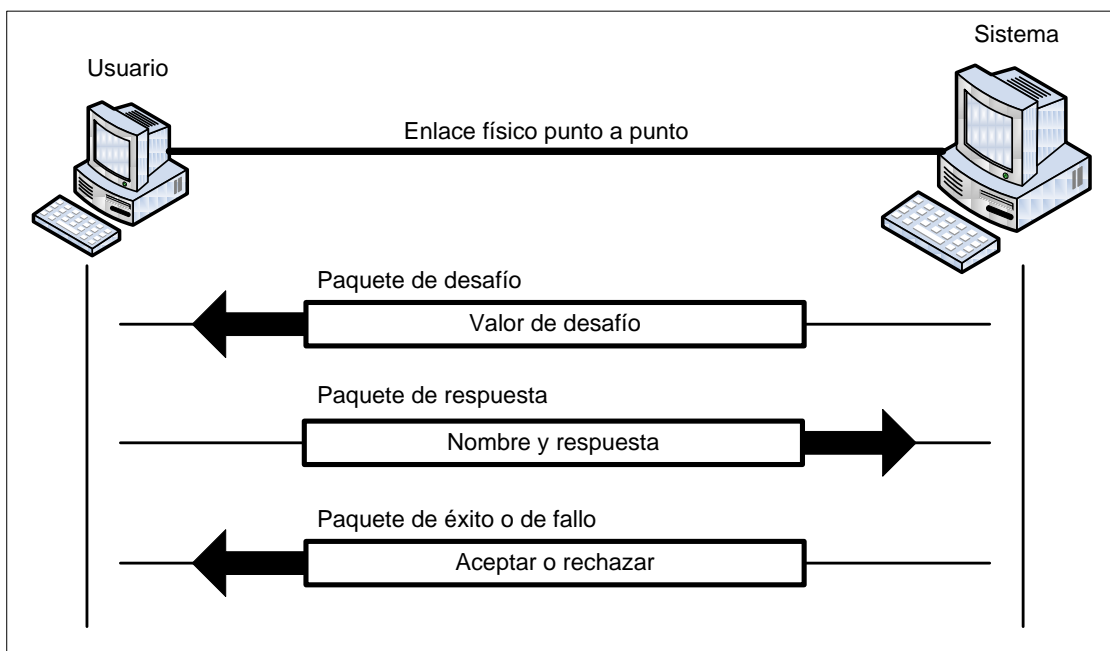 Sistema
Usuario
Enlace físico punto a punto
Paquete de desafío
Valor de desafío
Paquete de respuesta
Nombre y respuesta
Paquete de éxito o de fallo
Aceptar o rechazar